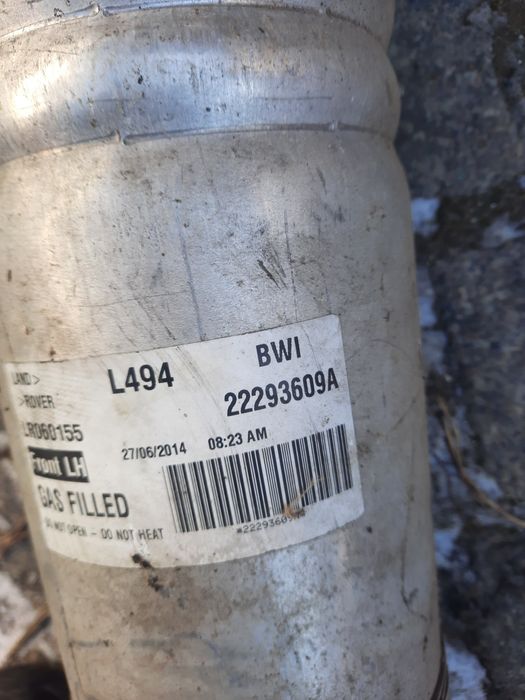 LAND >
L494
BWI
>ROVER
22293609A
LR060155
27/06/2014 08:23 AM
Front LH
GAS FILLED
DO NOT OPEN - DO NOT HEAT